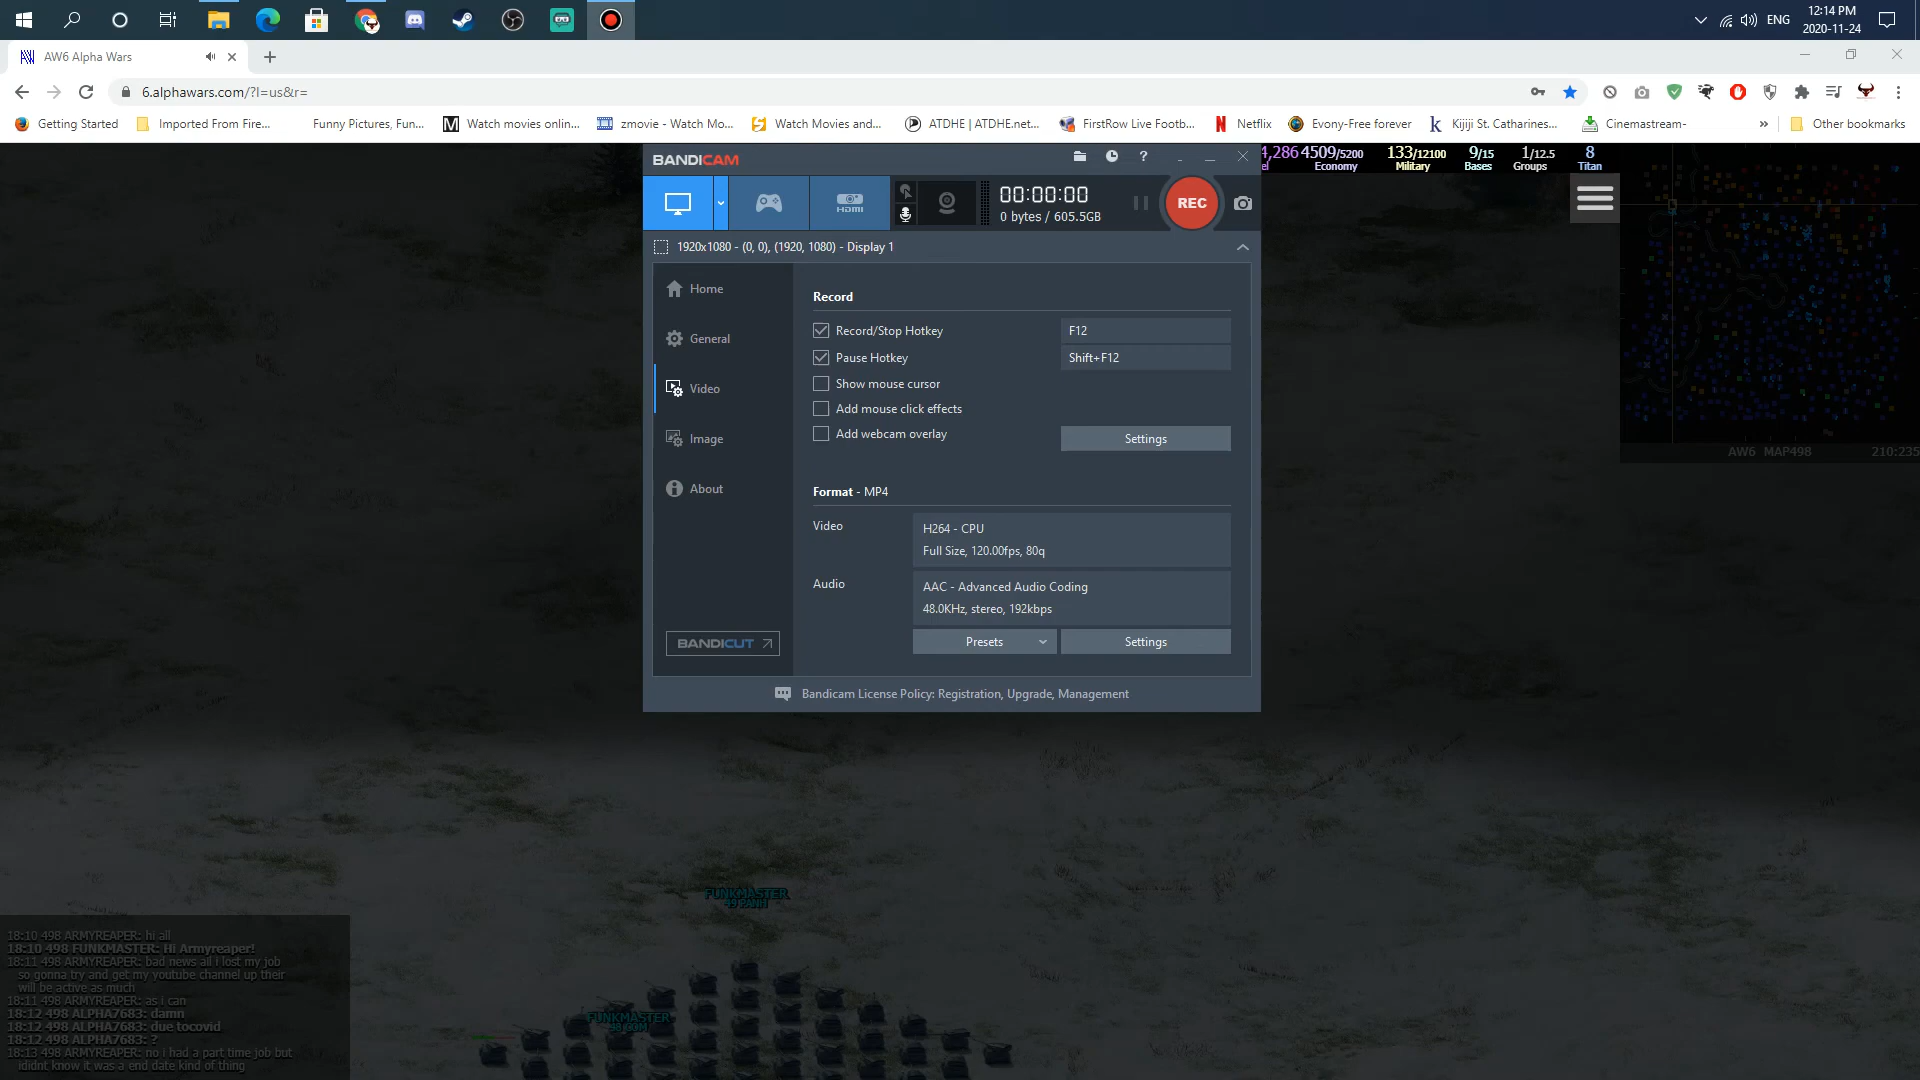 ENG
12:14 PM
2020-11-24
AW6 Alpha Wars
6.alphawars.com/?l=us&r=
Getting Started
Imported From Fire...
Funny Pictures, Fun...
Watch movies onlin...
zmovie - Watch Mo...
Watch Movies and...
ATDHE | ATDHE.net...
FirstRow Live Footb...
Netflix
Evony-Free forever
Kijiji St. Catharines...
Cinemastream-
»
Other bookmarks
BANDICAM
?
4,286 4509/5200 133/12100 9/15 1/12.5 8
el Economy Military Bases Groups Titan
HDMI
00:00:00
0 bytes / 605.5GB
REC
1920x1080 - (0, 0), (1920, 1080) - Display 1
Home
General
Video
Image
About
BANDICUT
Record
Record/Stop Hotkey
F12
Pause Hotkey
Shift+F12
Show mouse cursor
Add mouse click effects
Add webcam overlay
Settings
Format - MP4
Video
H264 - CPU
Full Size, 120.00fps, 80q
Audio
AAC - Advanced Audio Coding
48.0KHz, stereo, 192kbps
Presets
Settings
Bandicam License Policy: Registration, Upgrade, Management
AW6 MAP498
210:235
FUNKMASTER
49 PANH
FUNKMASTER
18:10 498 ARMYREAPER: hi all
18:10 498 FUNKMASTER: Hi Armyreaper!
18:11 498 ARMYREAPER: bad news all i lost my job
so gonna try and get my youtube channel up their
will be active as much
18:11 498 ARMYREAPER: as i can
18:12 498 ALPHA7683: damn
18:12 498 ALPHA7683: due tocovid
18:12 498 ALPHA7683: ?
18:13 498 ARMYREAPER: no i had a part time job but
ididnt know it was a end date kind of thing